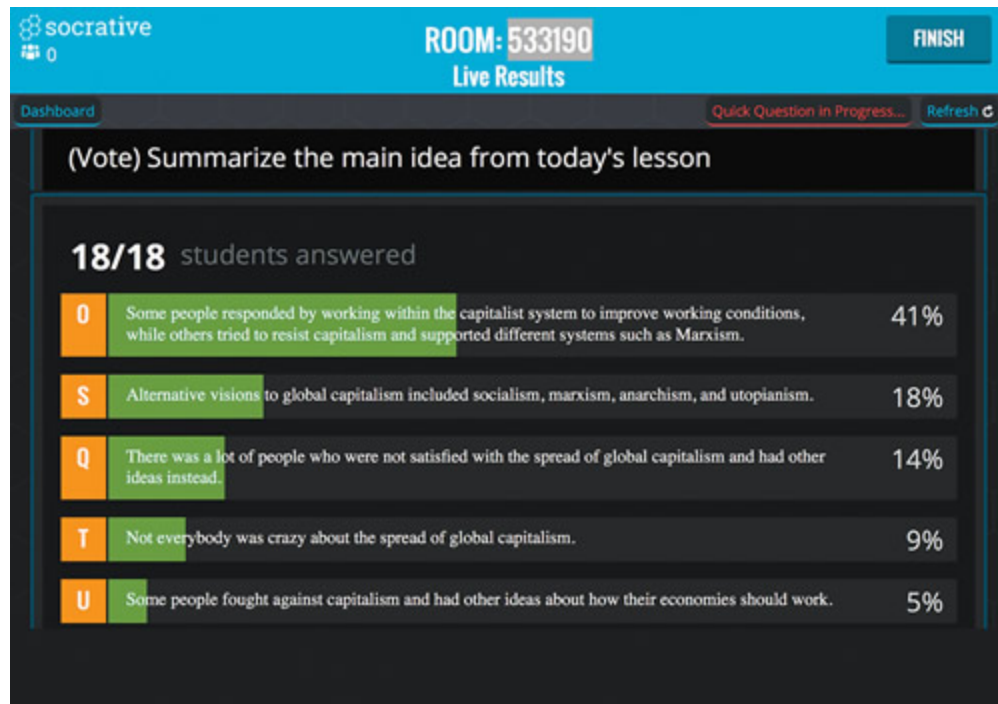 socrative
0
ROOM: 533190
FINISH
Live Results
Dashboard
Quick Question in Progress...
Refresh
(Vote) Summarize the main idea from today's lesson
18/18 students answered
O
Some people responded by working within the capitalist system to improve working conditions,
while others tried to resist capitalism and supported different systems such as Marxism.
41%
S
Alternative visions to global capitalism included socialism, marxism, anarchism, and utopianism.
18%
Q
There was a lot of people who were not satisfied with the spread of global capitalism and had other
ideas instead.
14%
T
Not everybody was crazy about the spread of global capitalism.
9%
U
Some people fought against capitalism and had other ideas about how their economies should work.
5%